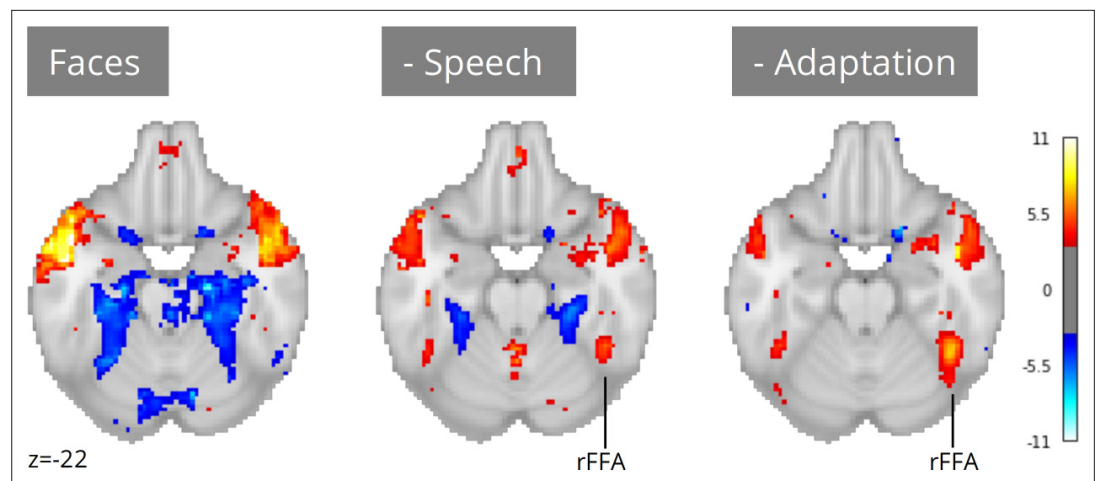 Faces
- Speech
- Adaptation
11
5.5
0
-5.5
-11
z=-22
rFFA
rFFA